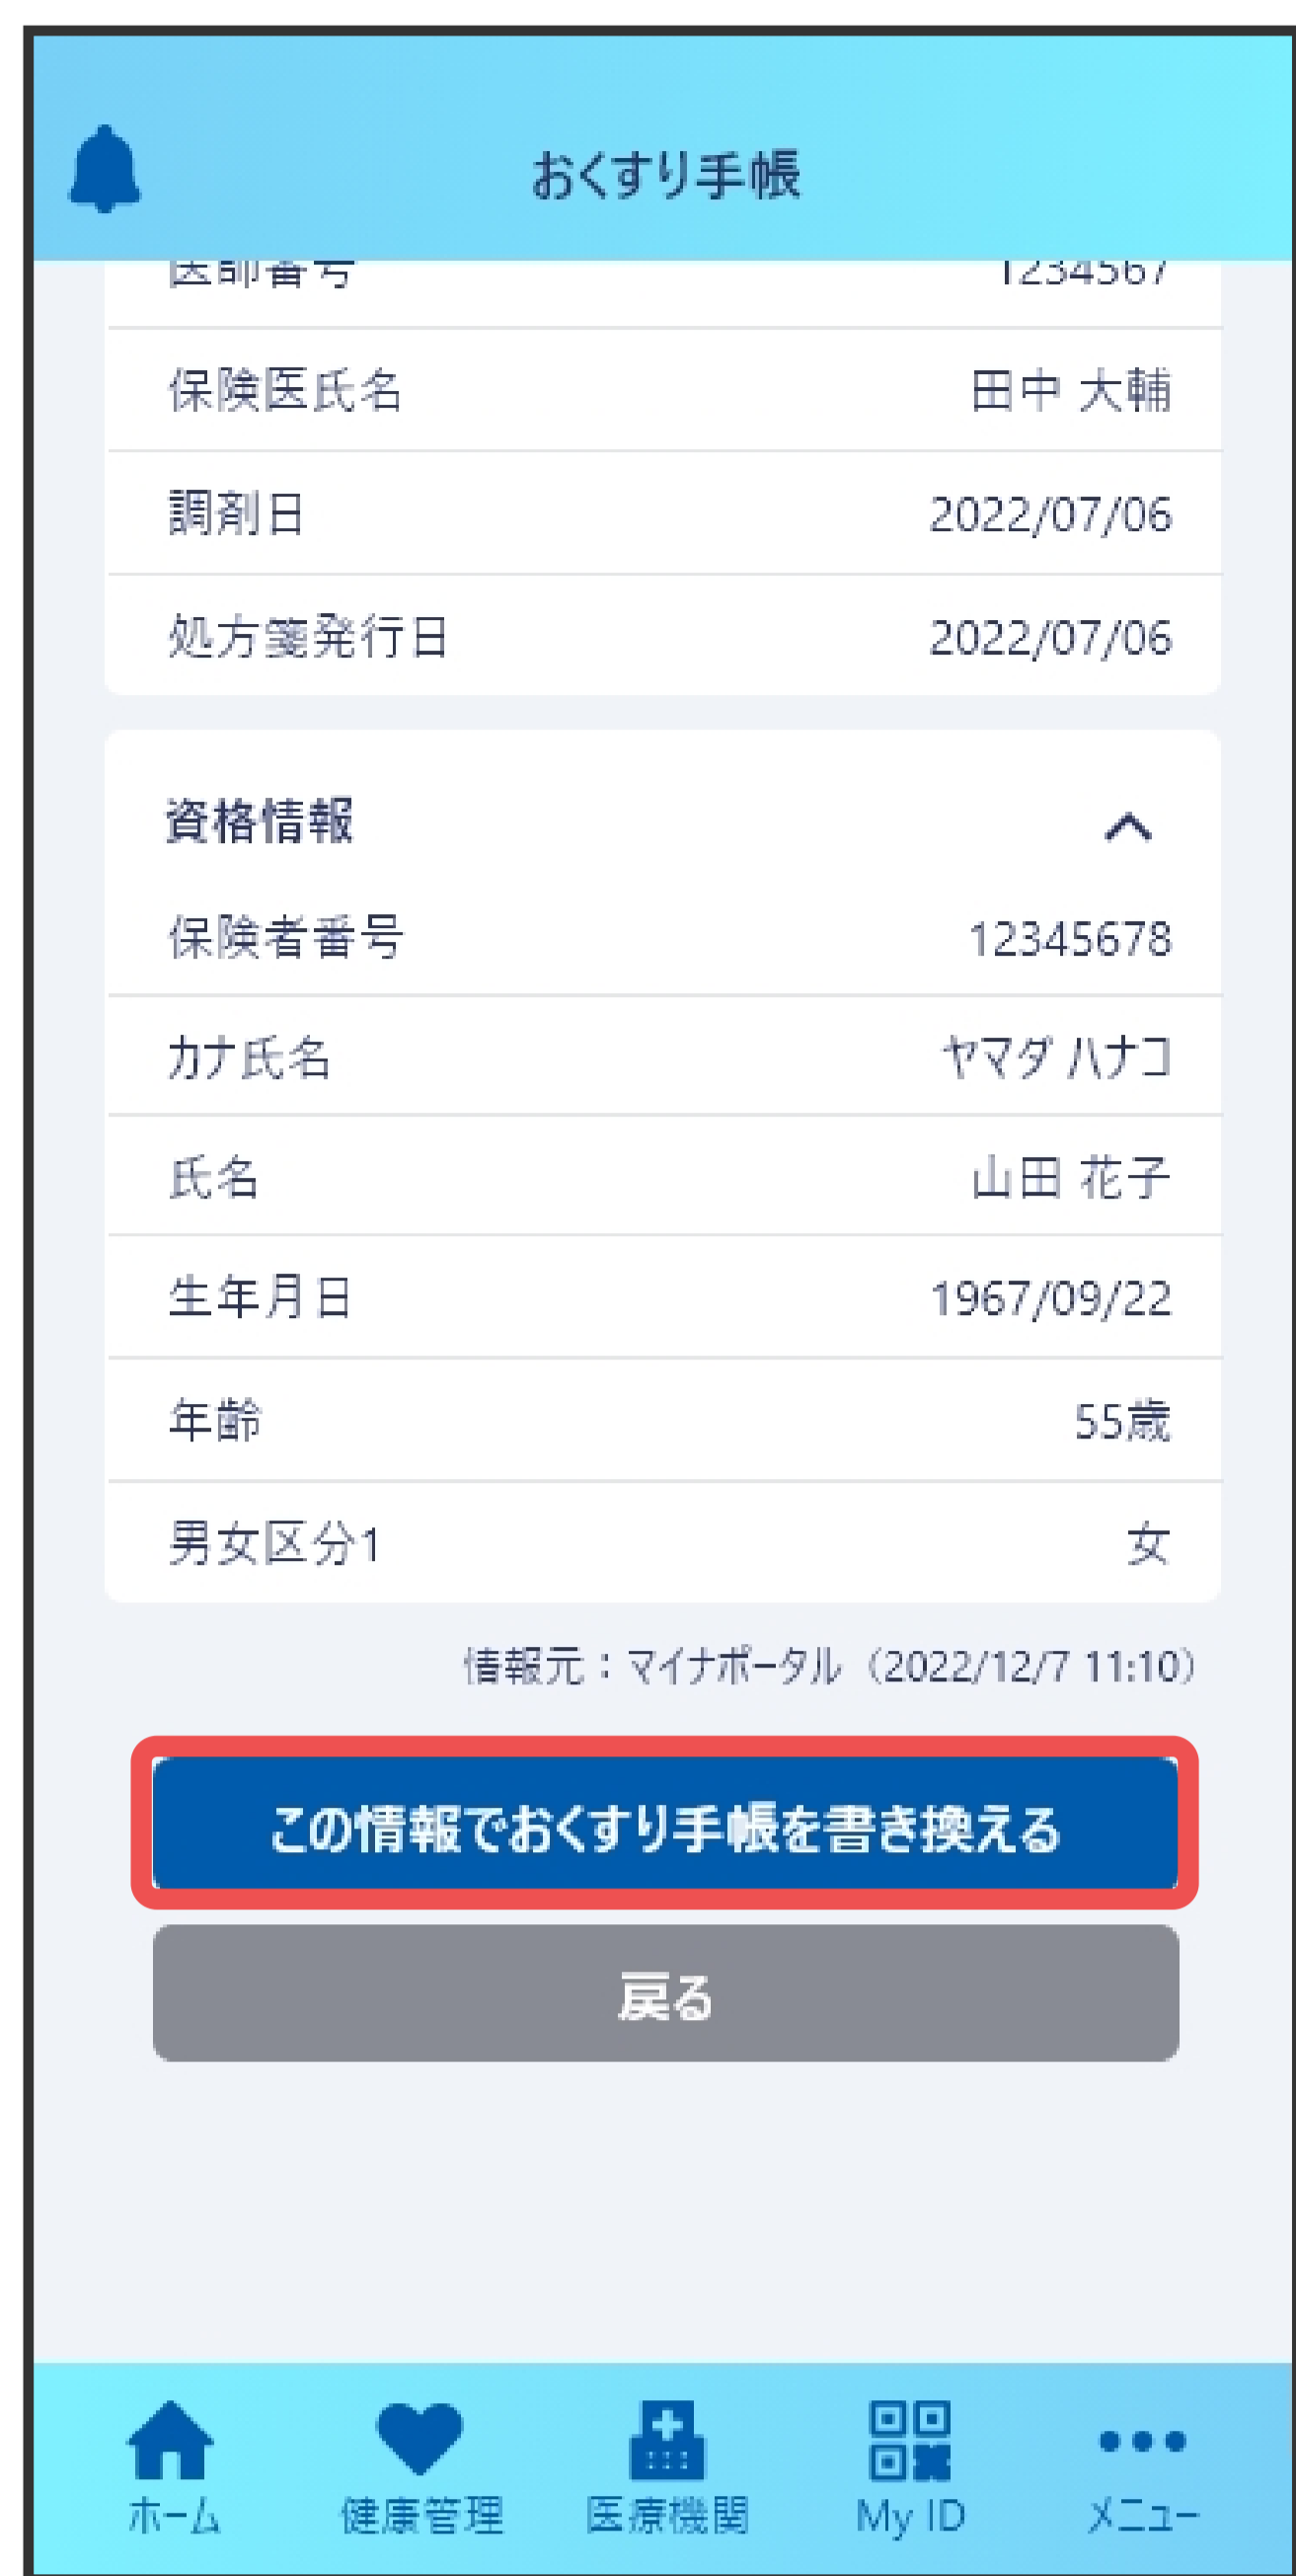 おくすり手帳
医師番号 1234567
保険医氏名 田中 大輔
調剤日 2022/07/06
処方箋発行日 2022/07/06
資格情報
保険者番号 12345678
カナ氏名 ヤマダ ハナコ
氏名 山田 花子
生年月日 1967/09/22
年齢 55歳
男女区分1 女
情報元：マイナポータル（2022/12/7 11:10）
この情報でおくすり手帳を書き換える
戻る
ホーム 健康管理 医療機関 My ID メニュー